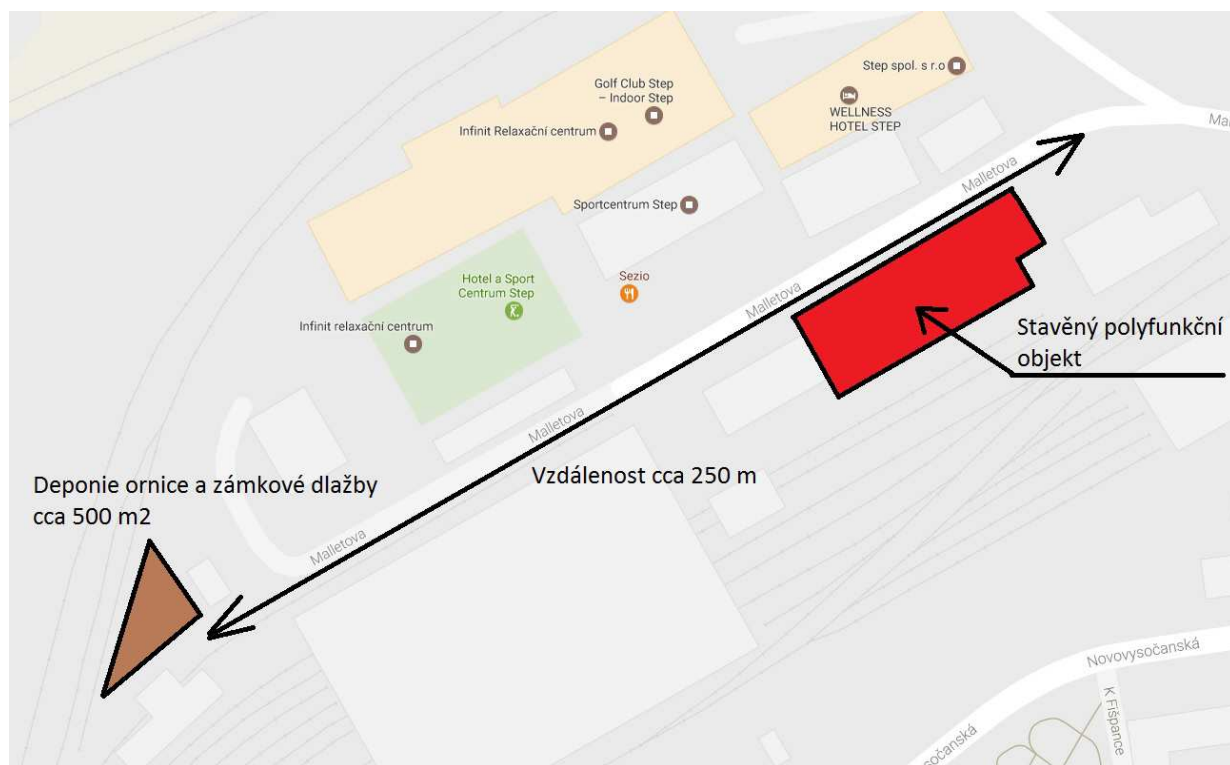 Step spol. s r.o
Golf Club Step
– Indoor Step
WELLNESS
HOTEL STEP
Infinit Relaxační centrum
Malletova
Sportcentrum Step
Hotel a Sport
Centrum Step
Sezio
Malletova
Infinit relaxační centrum
Stavěný polyfunkční
objekt
Malletova
Vzdálenost cca 250 m
Deponie ornice a zámkové dlažby
cca 500 m2
Malletova
Novovysočanská
K Fišpance